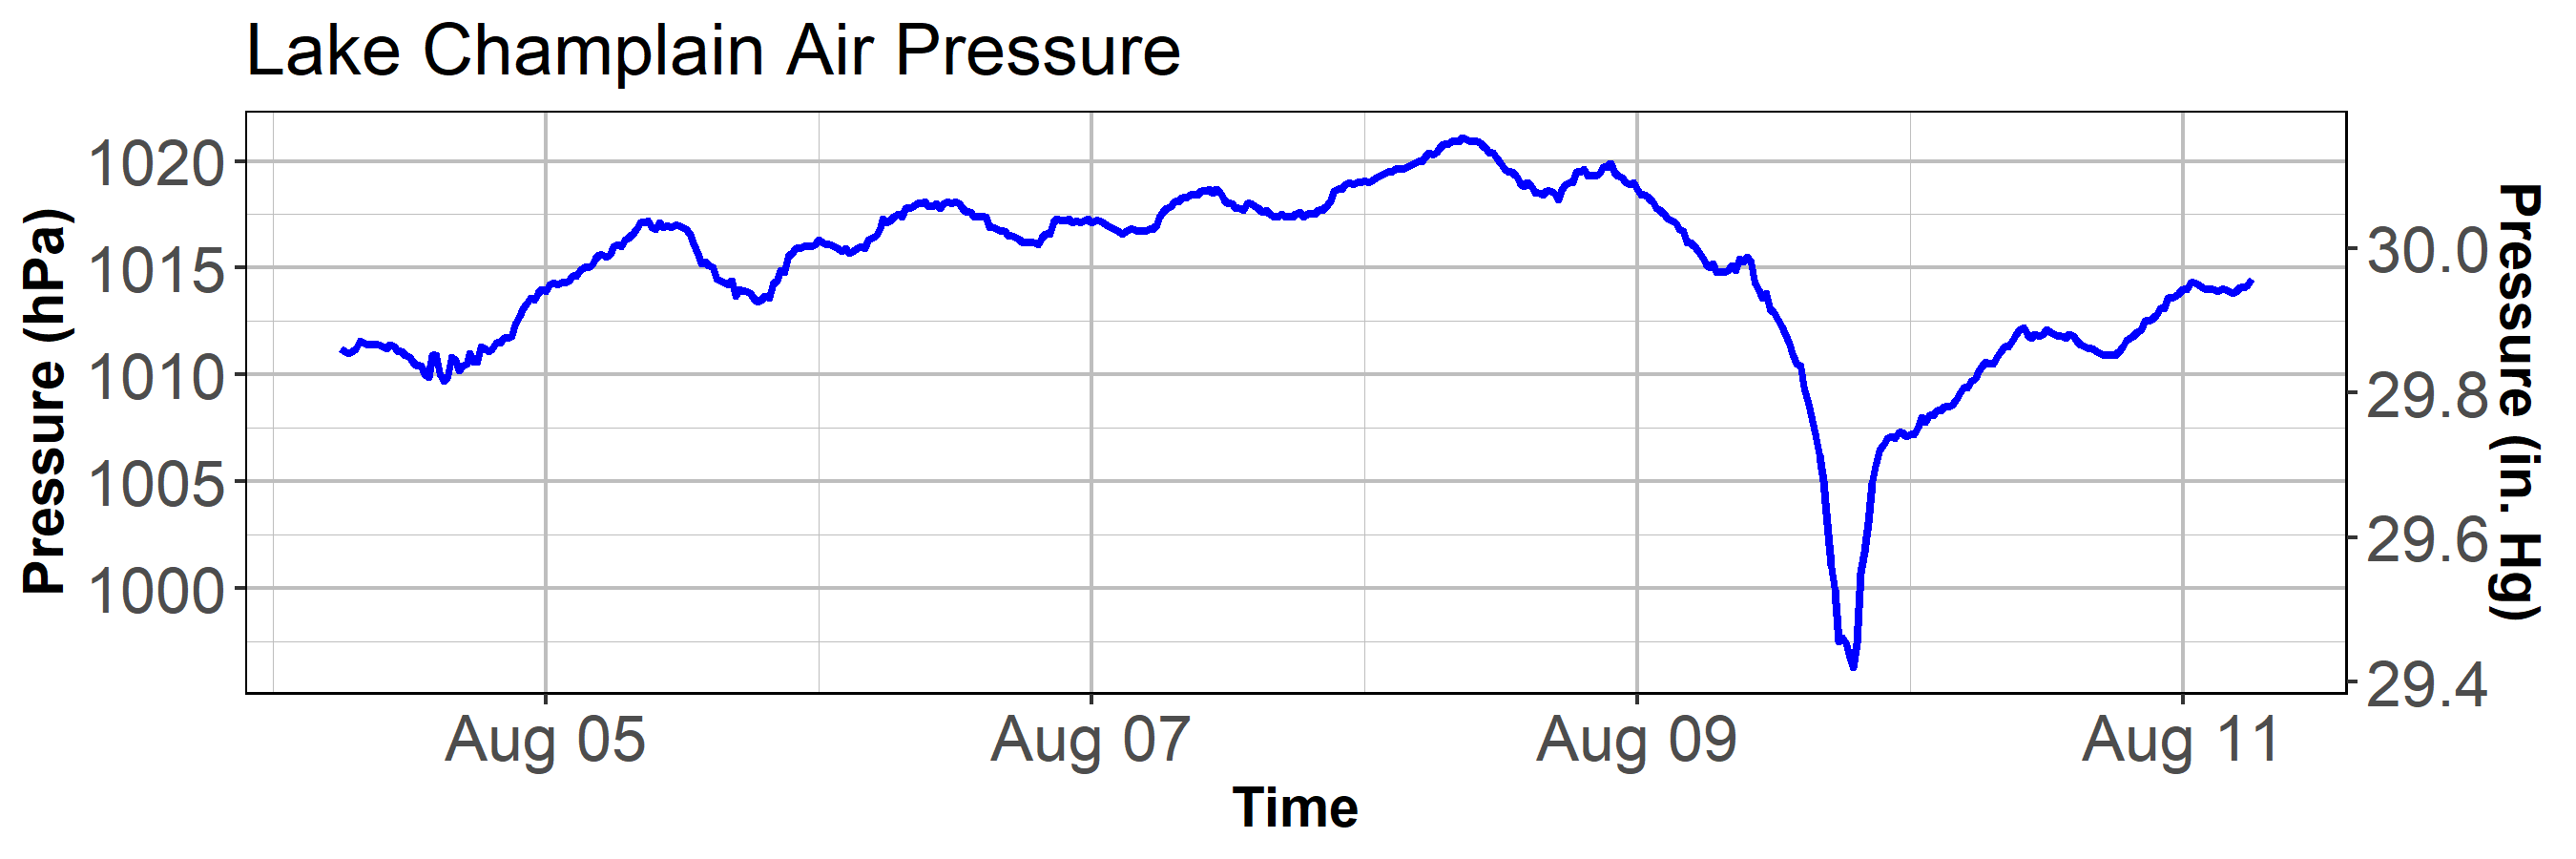 Lake Champlain Air Pressure
Pressure (hPa)
1020
1015
1010
1005
1000
30.0
29.8
29.6
29.4
Pressure (in. Hg)
Aug 05 Aug 07 Aug 09 Aug 11
Time